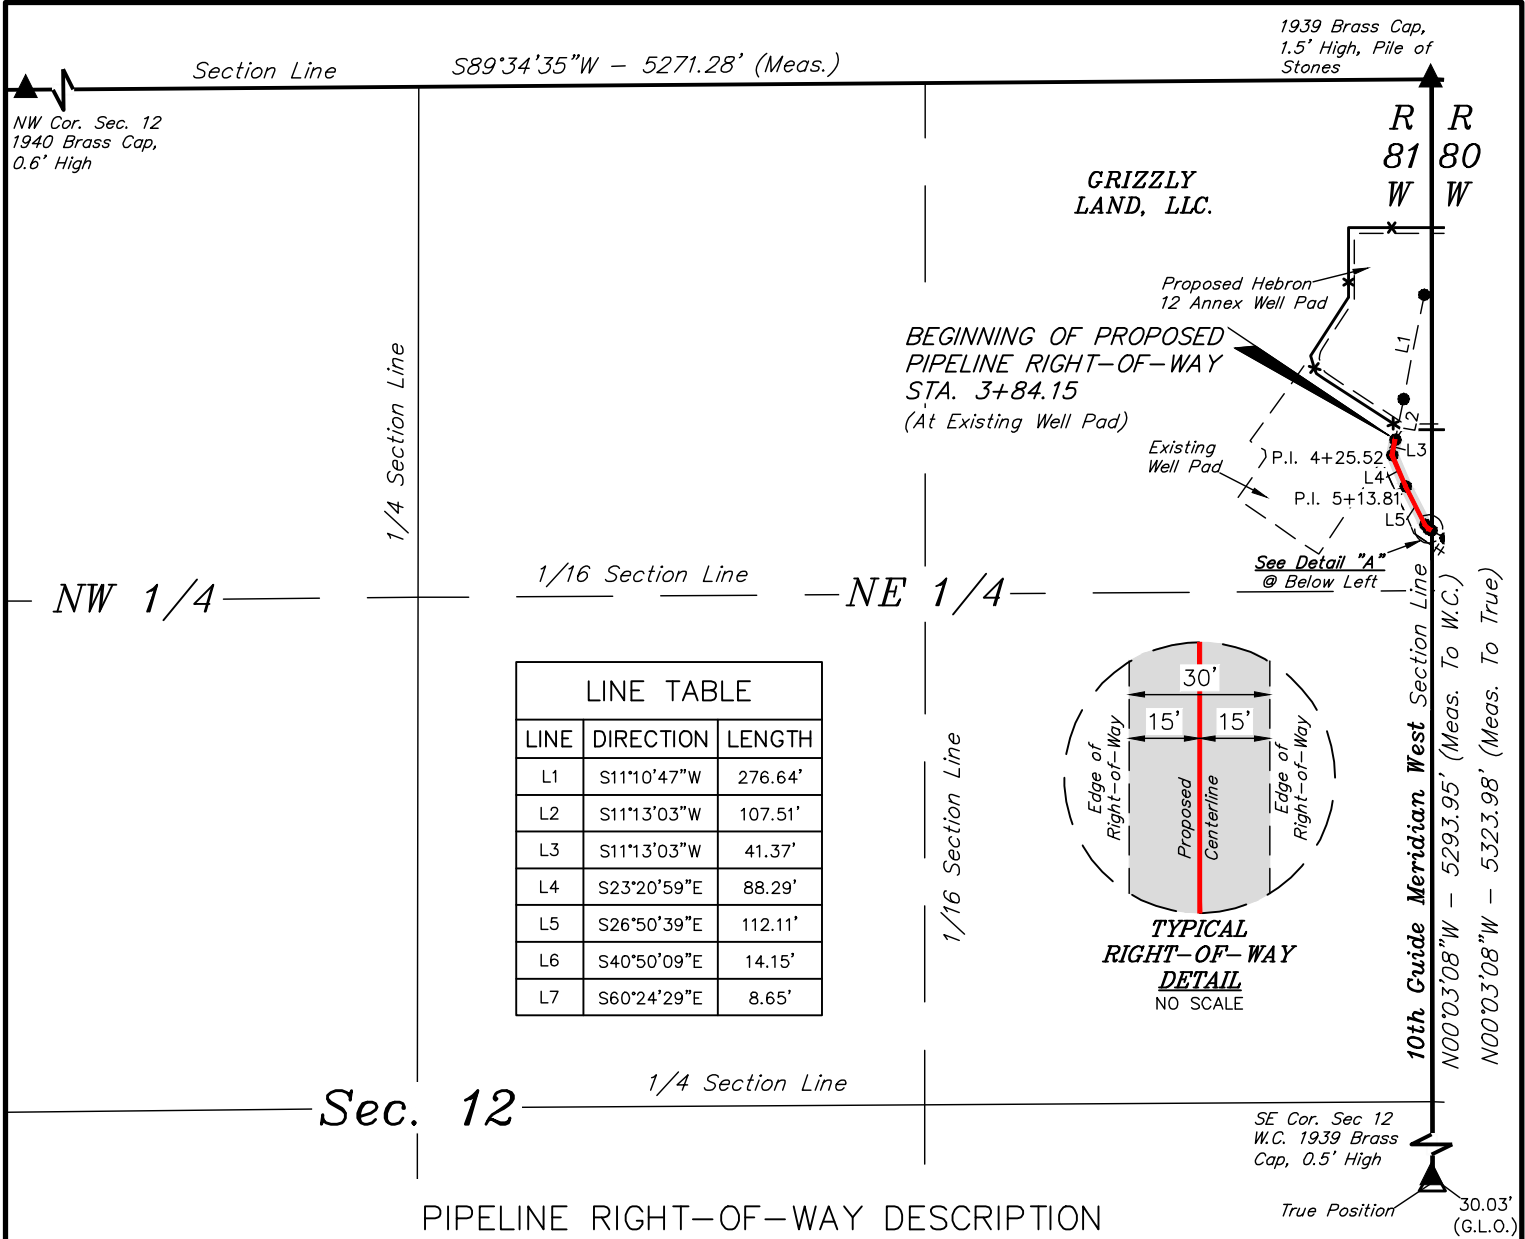 1939 Brass Cap,
1.5' High, Pile of
Stones
Section Line
S89°34'35"W – 5271.28' (Meas.)
NW Cor. Sec. 12
1940 Brass Cap,
0.6' High
R
81
W
R
80
W
GRIZZLY
LAND, LLC.
Proposed Hebron
12 Annex Well Pad
L1
BEGINNING OF PROPOSED
PIPELINE RIGHT-OF-WAY
STA. 3+84.15
(At Existing Well Pad)
L2
L3
Existing
Well Pad
P.I. 4+25.52
L4
P.I. 5+13.81
L5
See Detail "A"
@ Below Left
1/4 Section Line
1/16 Section Line
NW 1/4
NE 1/4
LINE TABLE
LINE DIRECTION LENGTH
L1 S11°10'47"W 276.64'
L2 S11°13'03"W 107.51'
L3 S11°13'03"W 41.37'
L4 S23°20'59"E 88.29'
L5 S26°50'39"E 112.11'
L6 S40°50'09"E 14.15'
L7 S60°24'29"E 8.65'
1/16 Section Line
30'
15' 15'
Edge of
Right-of-Way
Proposed
Centerline
Edge of
Right-of-Way
TYPICAL
RIGHT-OF-WAY
DETAIL
NO SCALE
10th Guide Meridian West Section Line
N00°03'08"W – 5293.95' (Meas. To W.C.)
N00°03'08"W – 5323.98' (Meas. To True)
1/4 Section Line
Sec. 12
SE Cor. Sec 12
W.C. 1939 Brass
Cap, 0.5' High
True Position
30.03'
(G.L.O.)
PIPELINE RIGHT-OF-WAY DESCRIPTION